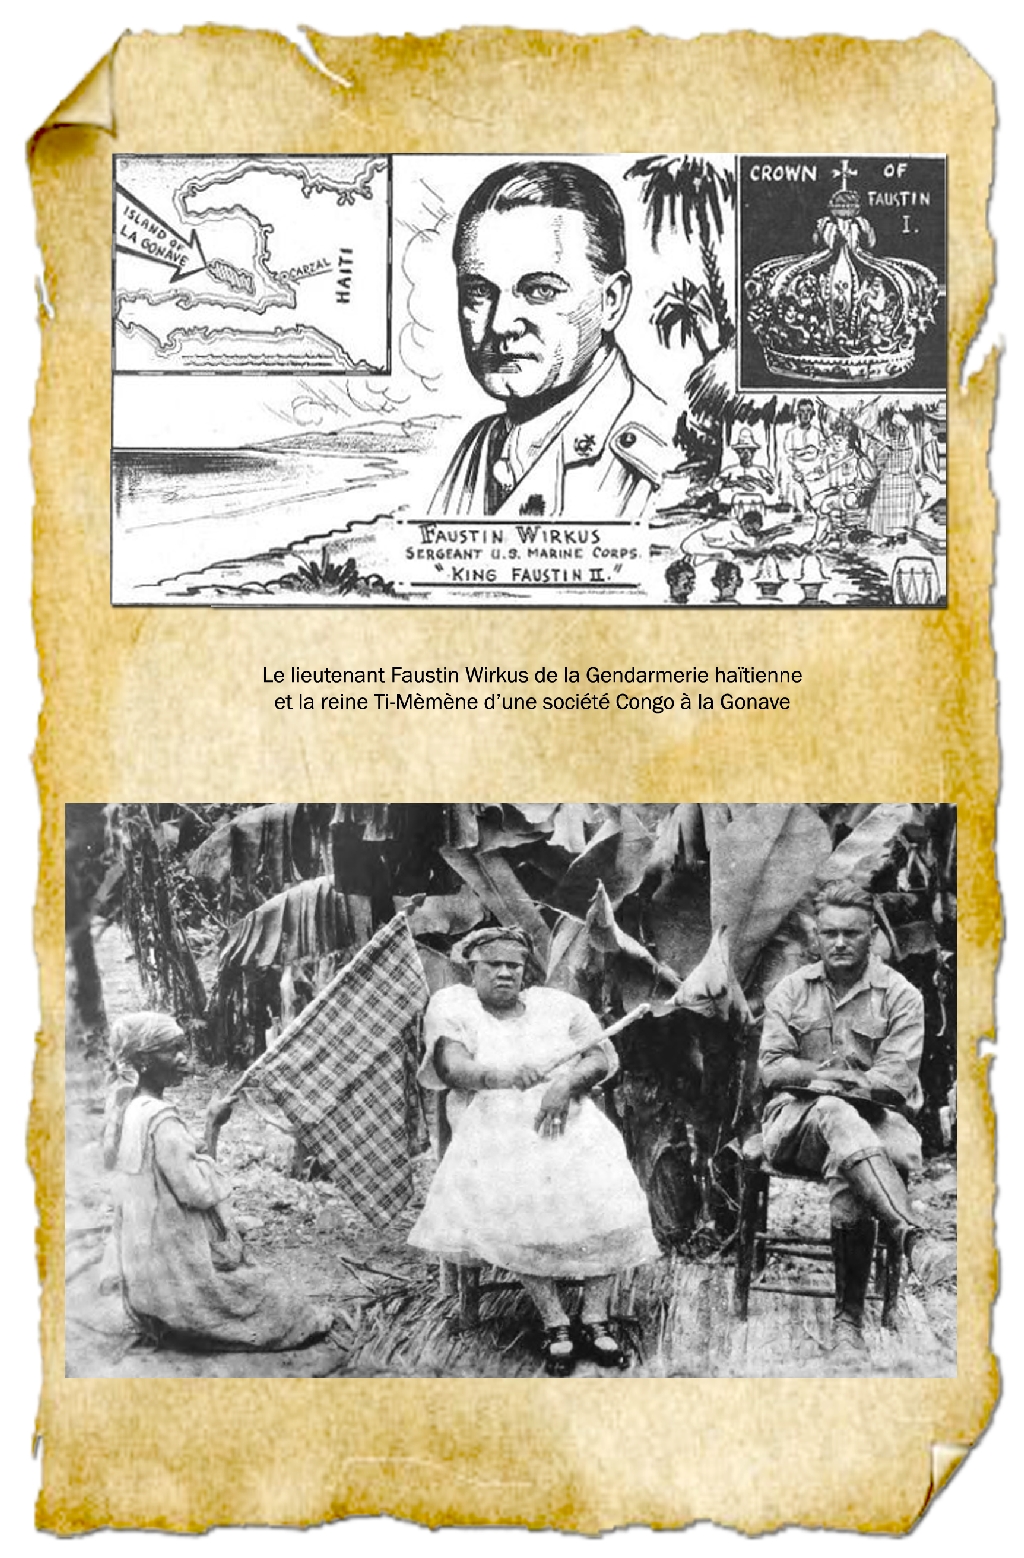 CROWN OF
FAUSTIN
I.
ISLAND OF
LA GONAVE
CARZAL
HAITI
FAUSTIN WIRKUS
SERGEANT U.S. MARINE CORPS.
"KING FAUSTIN II."
Le lieutenant Faustin Wirkus de la Gendarmerie haïtienne
et la reine Ti-Mèmène d'une société Congo à la Gonave